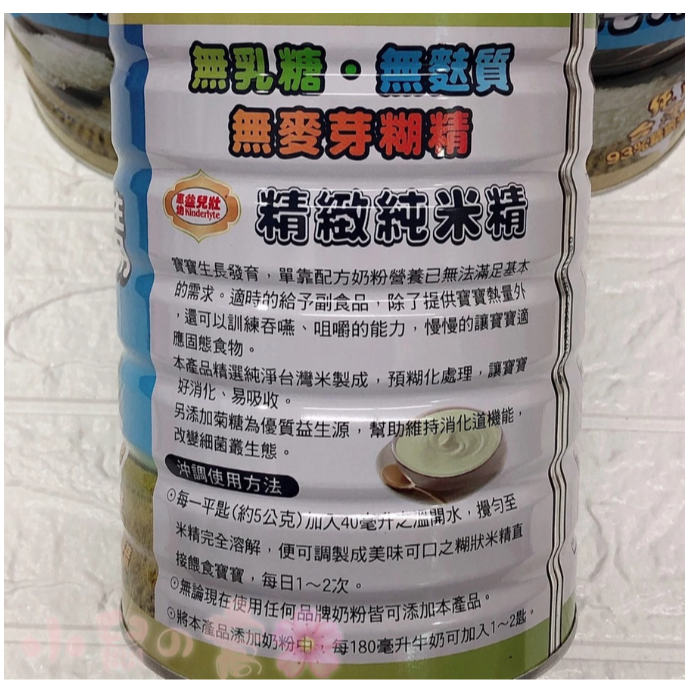 無乳糖・無麩質
無麥芽糊精
益兒壯
Kinderlyte
精緻純米精
寶寶生長發育，單靠配方奶粉營養已無法滿足基本
的需求。適時的給予副食品，除了提供寶寶熱量外
，還可以訓練吞嚥、咀嚼的能力，慢慢的讓寶寶適
應固態食物。
本產品精選純淨台灣米製成，預糊化處理，讓寶寶
好消化、易吸收。
另添加菊糖為優質益生源，幫助維持消化道機能，
改變細菌叢生態。
沖調使用方法
⊙每一平匙(約5公克)加入40毫升之溫開水，攪勻至
米精完全溶解，便可調製成美味可口之糊狀米精直
接餵食寶寶，每日1～2次。
⊙無論現在使用任何品牌奶粉皆可添加本產品。
⊙將本產品添加奶粉中，每180毫升牛奶可加入1～2匙。
93%